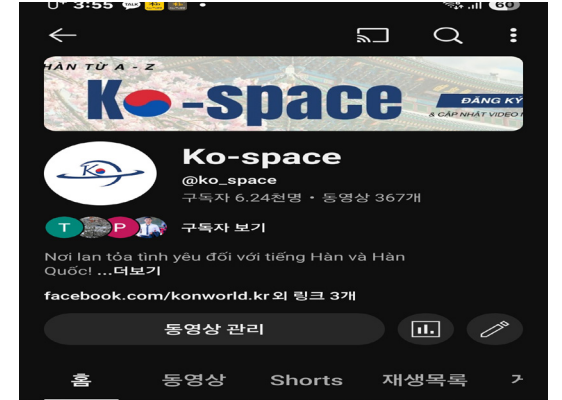 3:55
60
HÀN TỪ A - Z
Ko-space
ĐĂNG KÝ
& CẬP NHẬT VIDEO
Ko
Ko-space
@ko_space
구독자 6.24천명 • 동영상 367개
T P 구독자 보기
Nơi lan tỏa tình yêu đối với tiếng Hàn và Hàn
Quốc! ...더보기
facebook.com/konworld.kr 외 링크 3개
동영상 관리
홈 동영상 Shorts 재생목록